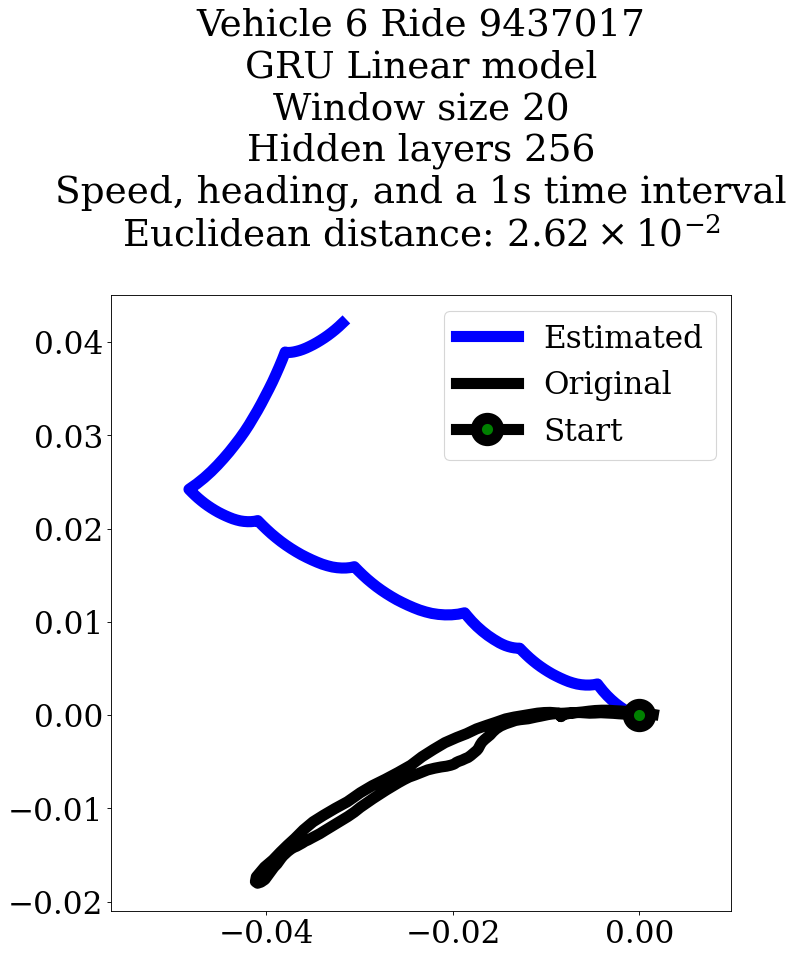 Vehicle 6 Ride 9437017
GRU Linear model
Window size 20
Hidden layers 256
Speed, heading, and a 1s time interval
Euclidean distance: 2.62 × 10⁻²
Estimated
Original
Start
0.04
0.03
0.02
0.01
0.00
−0.01
−0.02
−0.04 −0.02 0.00